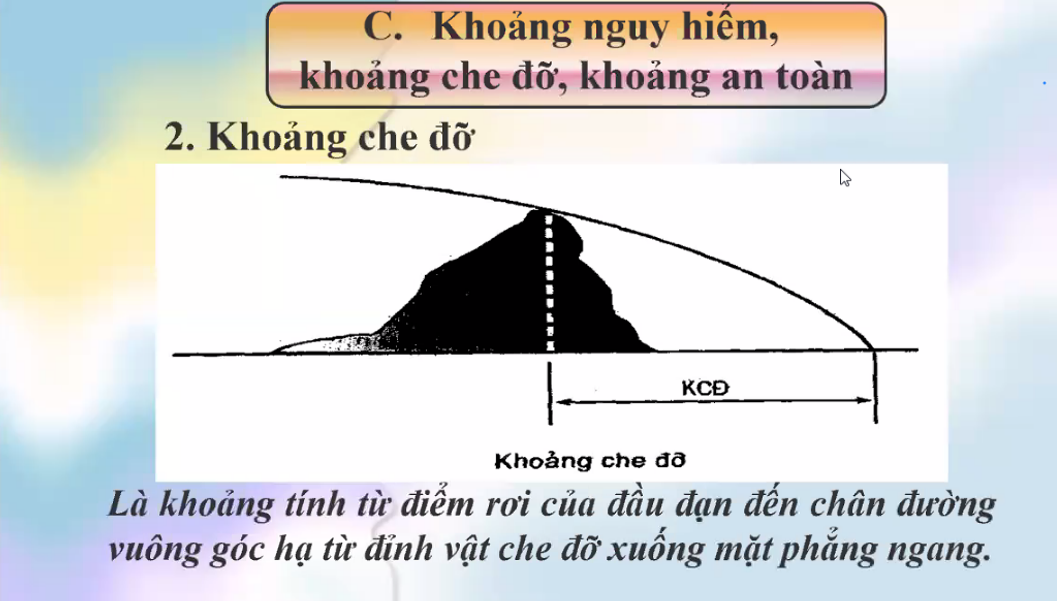 C. Khoảng nguy hiểm,
khoảng che đỡ, khoảng an toàn
2. Khoảng che đỡ
KCĐ
Khoảng che đỡ
Là khoảng tính từ điểm rơi của đầu đạn đến chân đường
vuông góc hạ từ đỉnh vật che đỡ xuống mặt phẳng ngang.